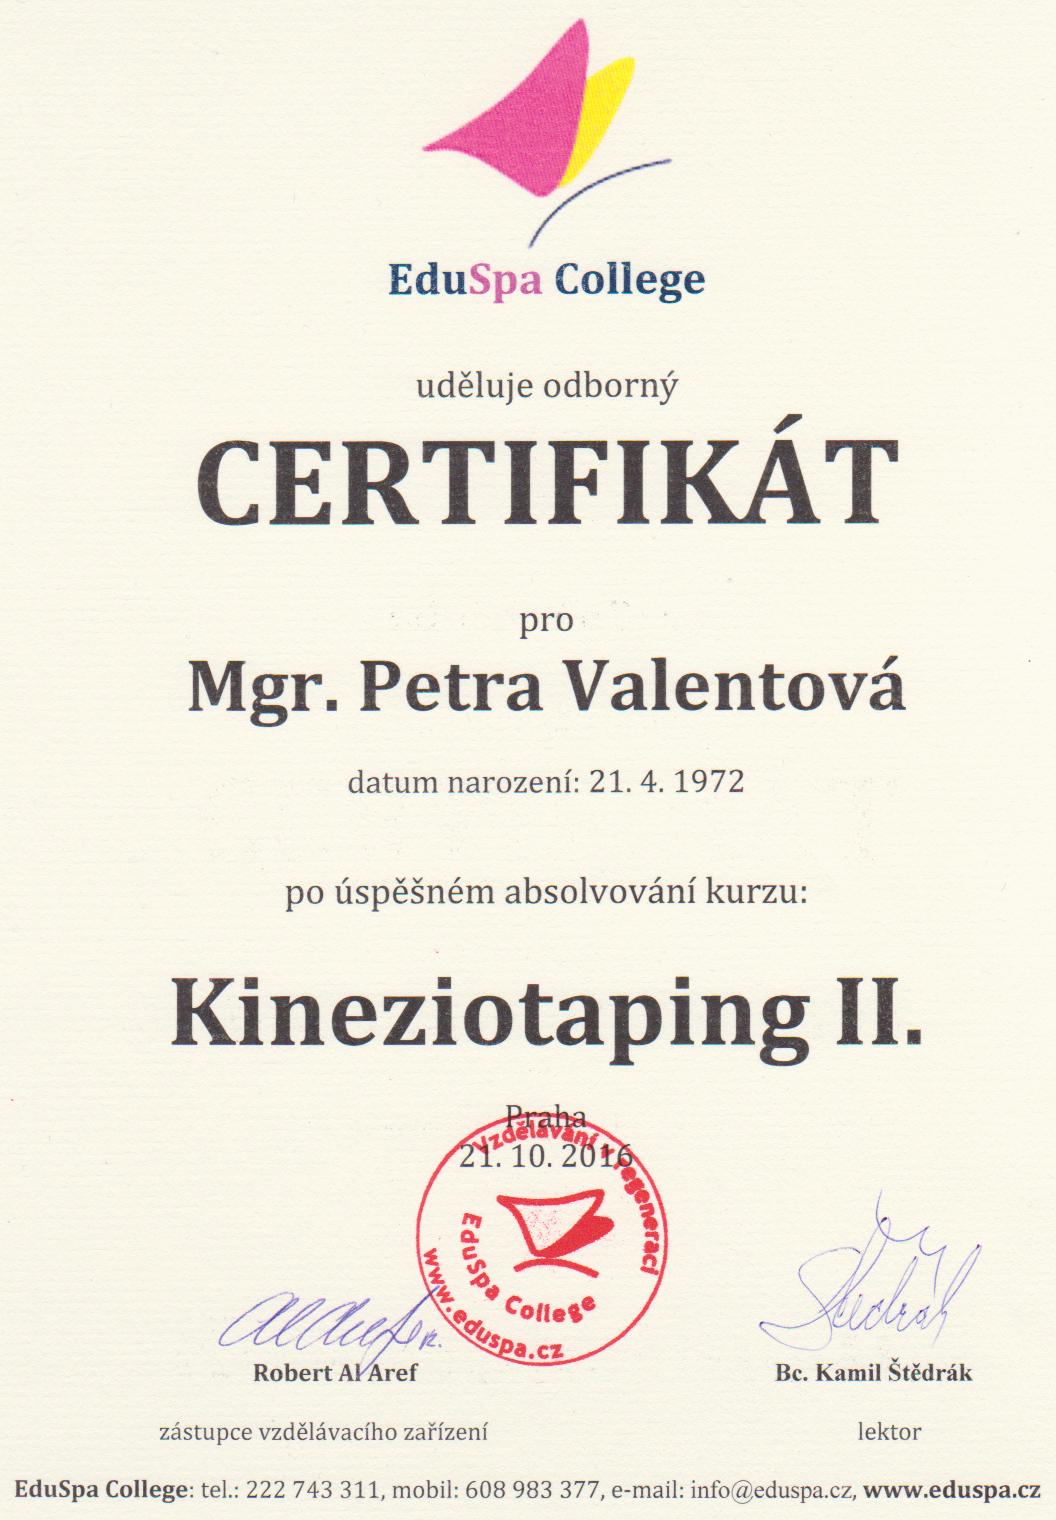 EduSpa College
uděluje odborný
CERTIFIKÁT
pro
Mgr. Petra Valentová
datum narození: 21. 4. 1972
po úspěšném absolvování kurzu:
Kineziotaping II.
Praha
21. 10. 2016
Vzdělávání v regeneraci
EduSpa College
www.eduspa.cz
Robert Al Aref
Bc. Kamil Štědrák
zástupce vzdělávacího zařízení
lektor
EduSpa College: tel.: 222 743 311, mobil: 608 983 377, e-mail: info@eduspa.cz, www.eduspa.cz